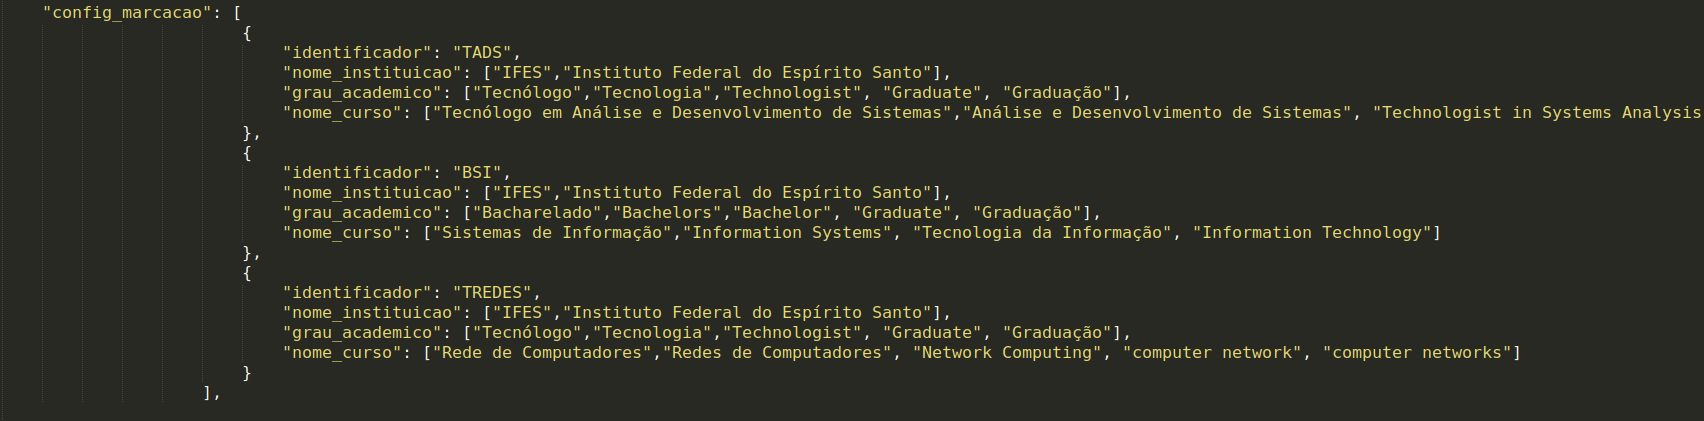 "config_marcacao": [
{
"identificador": "TADS",
"nome_instituicao": ["IFES","Instituto Federal do Espírito Santo"],
"grau_academico": ["Tecnólogo","Tecnologia","Technologist", "Graduate", "Graduação"],
"nome_curso": ["Tecnólogo em Análise e Desenvolvimento de Sistemas","Análise e Desenvolvimento de Sistemas", "Technologist in Systems Analysis
},
{
"identificador": "BSI",
"nome_instituicao": ["IFES","Instituto Federal do Espírito Santo"],
"grau_academico": ["Bacharelado","Bachelors","Bachelor", "Graduate", "Graduação"],
"nome_curso": ["Sistemas de Informação","Information Systems", "Tecnologia da Informação", "Information Technology"]
},
{
"identificador": "TREDES",
"nome_instituicao": ["IFES","Instituto Federal do Espírito Santo"],
"grau_academico": ["Tecnólogo","Tecnologia","Technologist", "Graduate", "Graduação"],
"nome_curso": ["Rede de Computadores","Redes de Computadores", "Network Computing", "computer network", "computer networks"]
}
],